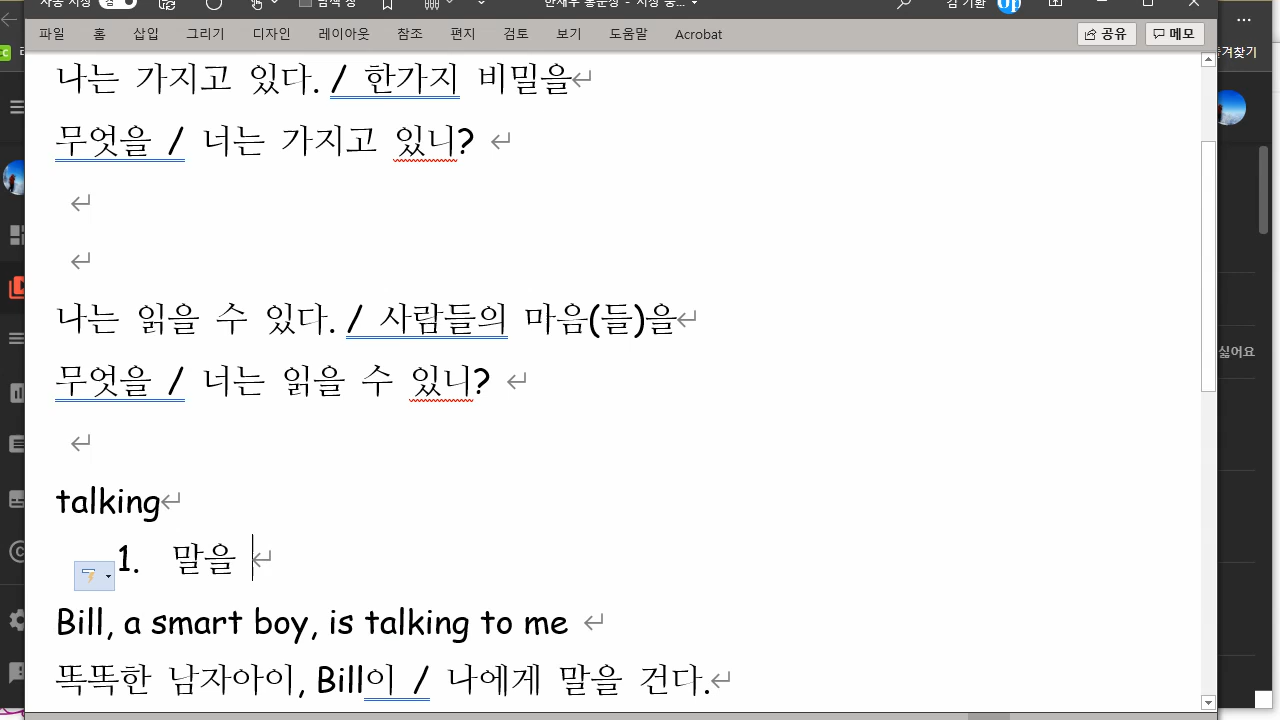 파일 홈 삽입 그리기 디자인 레이아웃 참조 편지 검토 보기 도움말 Acrobat 공유 메모
나는 가지고 있다. / 한가지 비밀을
무엇을 / 너는 가지고 있니?
나는 읽을 수 있다. / 사람들의 마음(들)을
싫어요
무엇을 / 너는 읽을 수 있니?
talking
1. 말을
Bill, a smart boy, is talking to me
똑똑한 남자아이, Bill이 / 나에게 말을 건다.